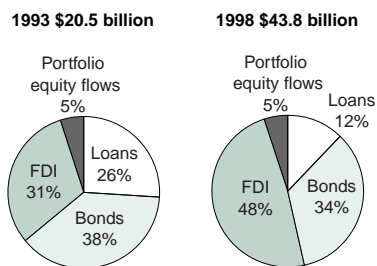 1993 $20.5 billion
Portfolio
equity flows
5%
Loans
26%
FDI
31%
Bonds
38%
1998 $43.8 billion
Portfolio
equity flows
5%
Loans
12%
FDI
48%
Bonds
34%